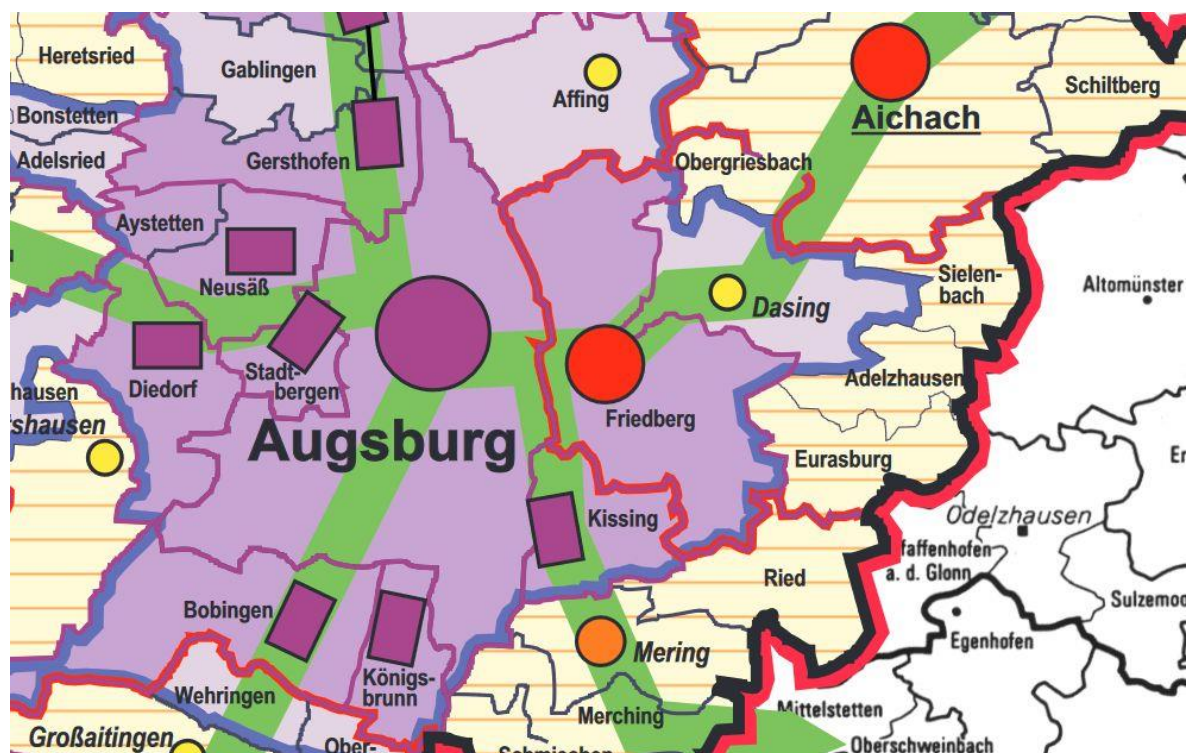 Heretsried
Gablingen
Affing
Aichach
Schiltberg
Bonstetten
Adelsried
Gersthofen
Obergriesbach
Aystetten
Neusäß
Dasing
Sielen-
bach
Altomünster
Diedorf
Stadt-
bergen
Friedberg
Adelzhausen
hausen
shausen
Augsburg
Eurasburg
Kissing
Odelzhausen
faffenhofen
a. d. Glonn
Ried
Sulzemoo
Bobingen
Egenhofen
Mering
Königs-
brunn
Wehringen
Merching
Mittelstetten
Großaitingen
Ober-
Schmiechen
Oberschweinbach